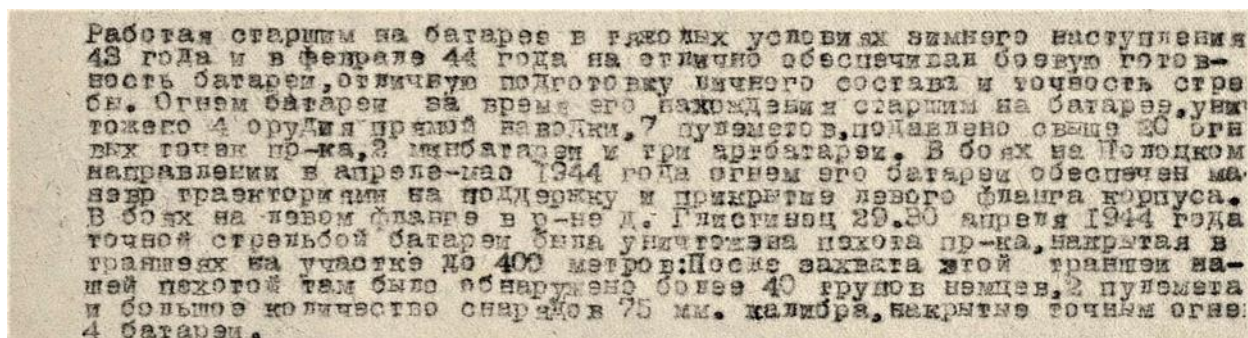 Работая старшим на батарее в тяжолых условиях зимнего наступления
43 года и в феврале 44 года на отлично обеспечивал боевую готов-
ность батареи,отличную подготовку личного состава и точность стре
бы. Огнем батареи за время его нахождения старшим на батарее,унич
тожего 4 орудия прямой наводки,7 пулеметов,подавлено свыше 20 огн
вых точек пр-ка,2 минбатареи и три артбатареи. В боях на Полоцком
направлении в апреле-мае 1944 года огнем его батареи обеспечен ма
невр траекториями на поддержку и прикрытие левого фланга корпуса.
В боях на левом фланге в р-не д. Глистинец 29.30 апреля 1944 года
точной стрельбой батареи была уничтожена пехота пр-ка,накрытая в
траншеях на участке до 400 метров:После захвата этой траншеи на-
шей пехотой там было обнаружено более 40 трупов немцев,2 пулемета
и большое количество снарядов 75 мм. калибра,накрытые точным огне
4 батареи.